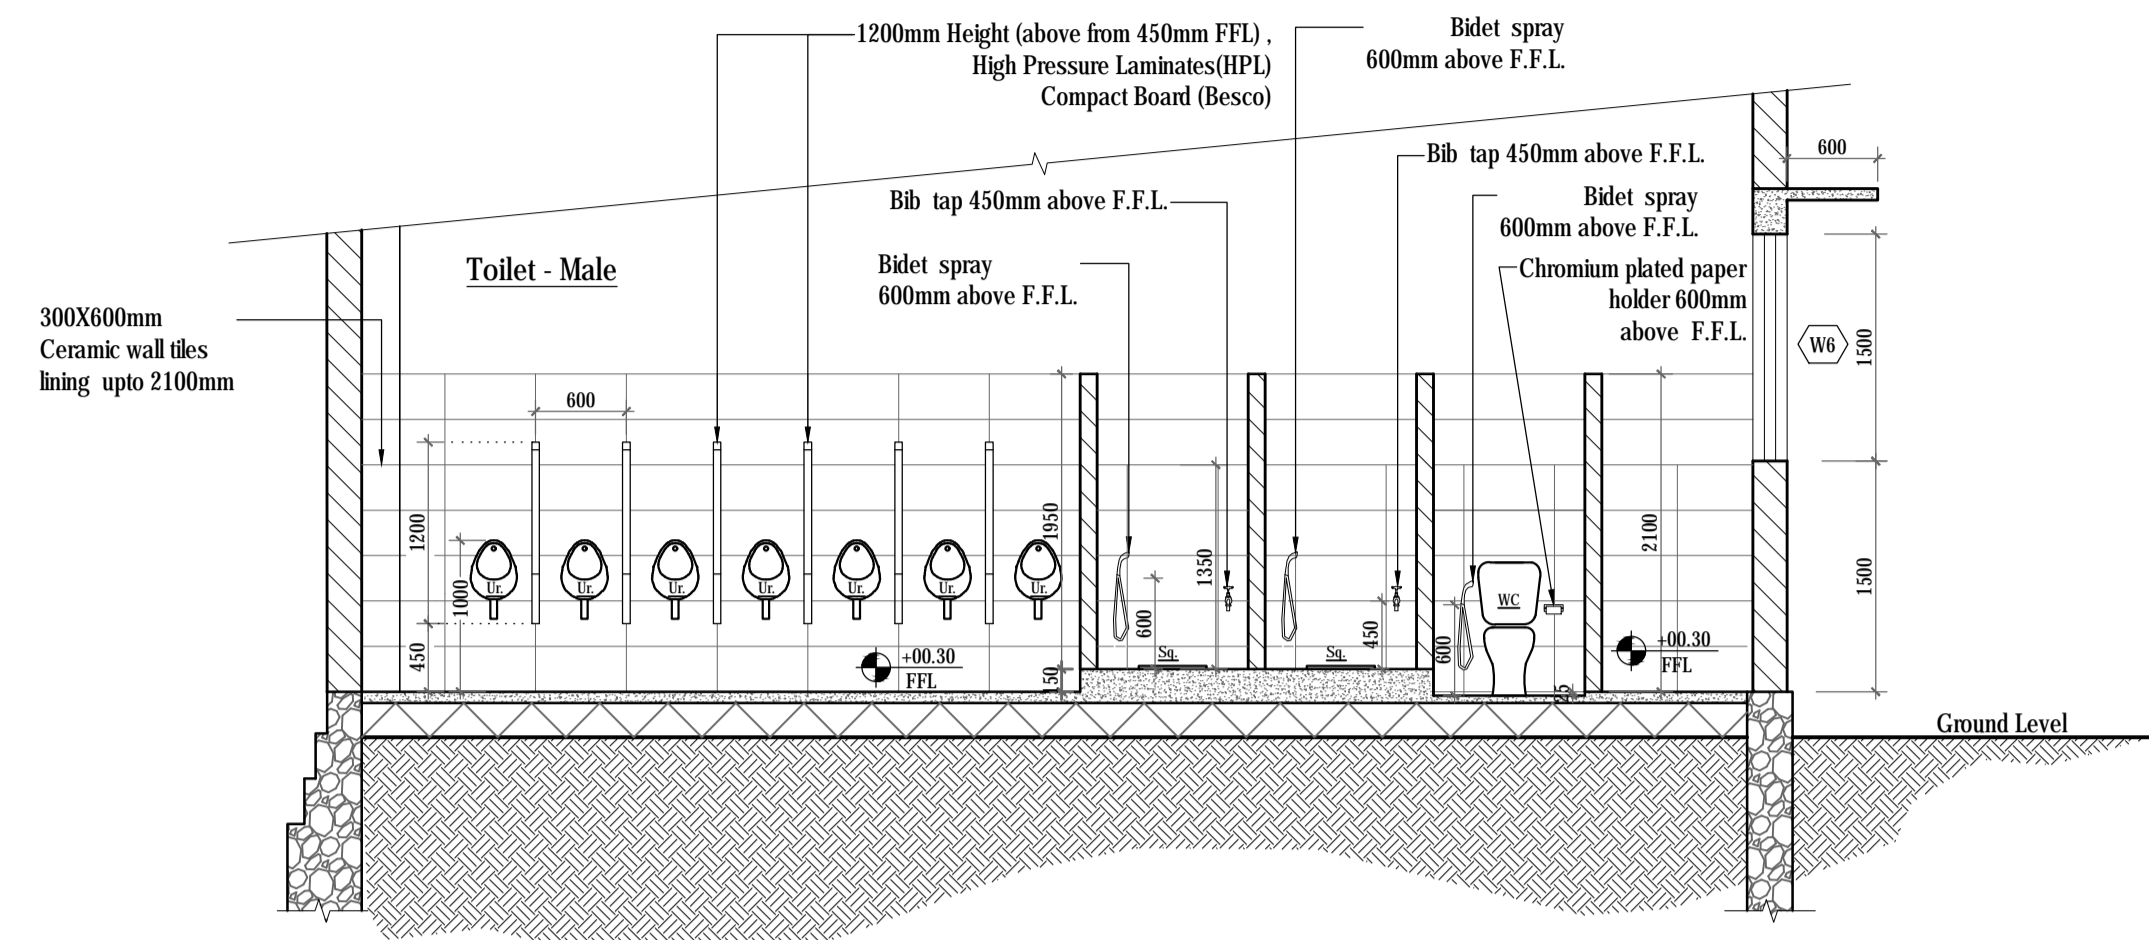 1200mm Height (above from 450mm FFL) ,
High Pressure Laminates(HPL)
Compact Board (Besco)
Bidet spray
600mm above F.F.L.
Bib tap 450mm above F.F.L.
600
Bib tap 450mm above F.F.L.
Bidet spray
600mm above F.F.L.
Toilet - Male
Bidet spray
600mm above F.F.L.
Chromium plated paper
holder 600mm
above F.F.L.
300X600mm
Ceramic wall tiles
lining upto 2100mm
W6
1500
600
1200
1950
1350
2100
1000
Ur.
Ur.
Ur.
Ur.
Ur.
Ur.
Ur.
WC
1500
450
600
450
600
+00.30
FFL
150
Sq.
Sq.
25
+00.30
FFL
Ground Level